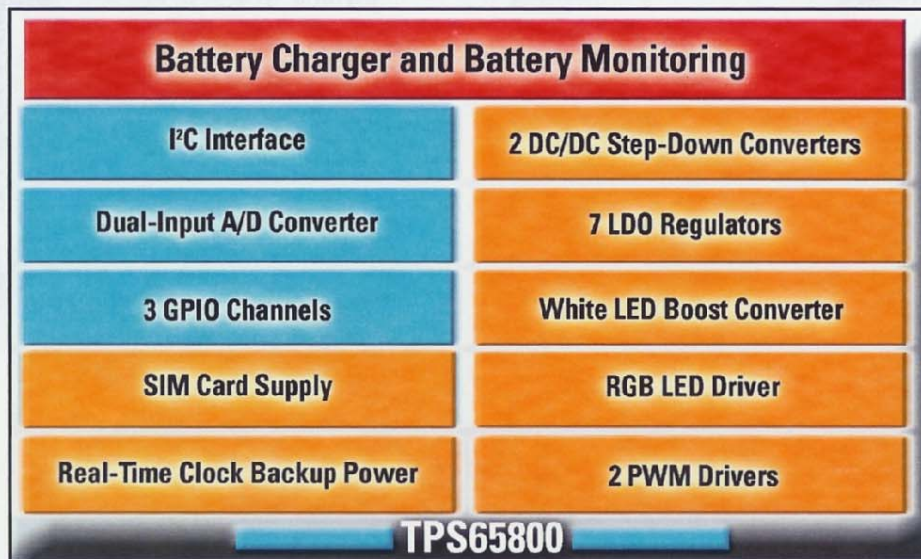 Battery Charger and Battery Monitoring
I²C Interface
2 DC/DC Step-Down Converters
Dual-Input A/D Converter
7 LDO Regulators
3 GPIO Channels
White LED Boost Converter
SIM Card Supply
RGB LED Driver
Real-Time Clock Backup Power
2 PWM Drivers
TPS65800